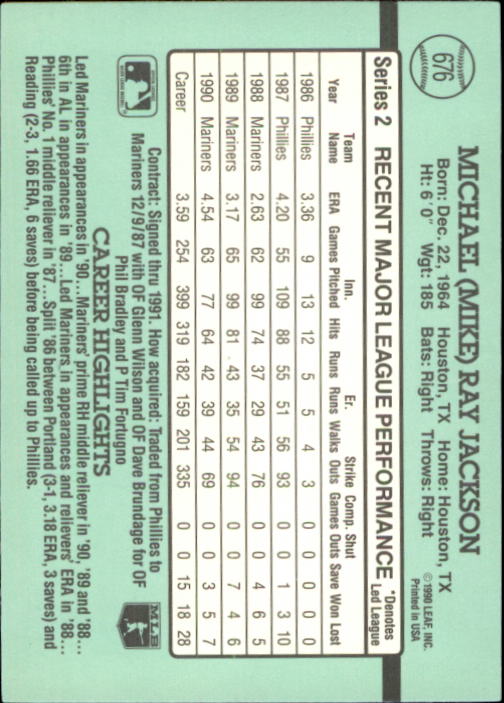 676
MICHAEL (MIKE) RAY JACKSON
Born: Dec. 22, 1964 Houston, TX Home: Houston, TX
Ht: 6' 0" Wgt: 185 Bats: Right Throws: Right
© 1990 LEAF, INC.
Printed in USA
Series 2 RECENT MAJOR LEAGUE PERFORMANCE *Denotes Led League
Year Team Name ERA Games Inn. Pitched Hits Runs Er. Runs Walks Strike Outs Comp. Games Shut Outs Save Won Lost
1986 Phillies 3.36 9 13 12 5 5 4 3 0 0 0 0 0
1987 Phillies 4.20 55 109 88 55 51 56 93 0 0 1 3 10
1988 Mariners 2.63 62 99 74 37 29 43 76 0 0 4 6 5
1989 Mariners 3.17 65 99 81 43 35 54 94 0 0 7 4 6
1990 Mariners 4.54 63 77 64 42 39 44 69 0 0 3 5 7
Career 3.59 254 399 319 182 159 201 335 0 0 15 18 28
MLB
Contract: Signed thru 1991. How acquired: Traded from Phillies to
Mariners 12/9/87 with OF Glenn Wilson and OF Dave Brundage for OF
Phil Bradley and P Tim Fortugno
CAREER HIGHLIGHTS
Led Mariners in appearances in '90...Mariners' prime RH middle reliever in '90, '89 and '88...
6th in AL in appearances in '89...Led Mariners in appearances and relievers' ERA in '88...
Phillies' No. 1 middle reliever in '87...Split '86 between Portland (3-1, 3.18 ERA, 3 saves) and
Reading (2-3, 1.66 ERA, 6 saves) before being called up to Phillies.